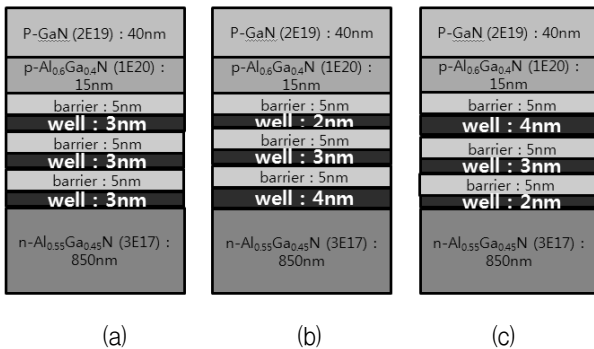 P-GaN (2E19) : 40nm
p-Al0.6Ga0.4N (1E20) :
15nm
barrier : 5nm
well : 3nm
barrier : 5nm
well : 3nm
barrier : 5nm
well : 3nm
n-Al0.55Ga0.45N (3E17) :
850nm
(a)
P-GaN (2E19) : 40nm
p-Al0.6Ga0.4N (1E20) :
15nm
barrier : 5nm
well : 2nm
barrier : 5nm
well : 3nm
barrier : 5nm
well : 4nm
n-Al0.55Ga0.45N (3E17) :
850nm
(b)
P-GaN (2E19) : 40nm
p-Al0.6Ga0.4N (1E20) :
15nm
barrier : 5nm
well : 4nm
barrier : 5nm
well : 3nm
barrier : 5nm
well : 2nm
n-Al0.55Ga0.45N (3E17) :
850nm
(c)